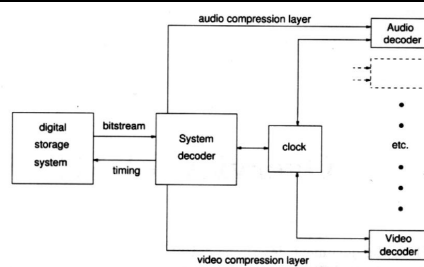 audio compression layer
Audio
decoder
digital
storage
system
bitstream
timing
System
decoder
clock
etc.
Video
decoder
video compression layer